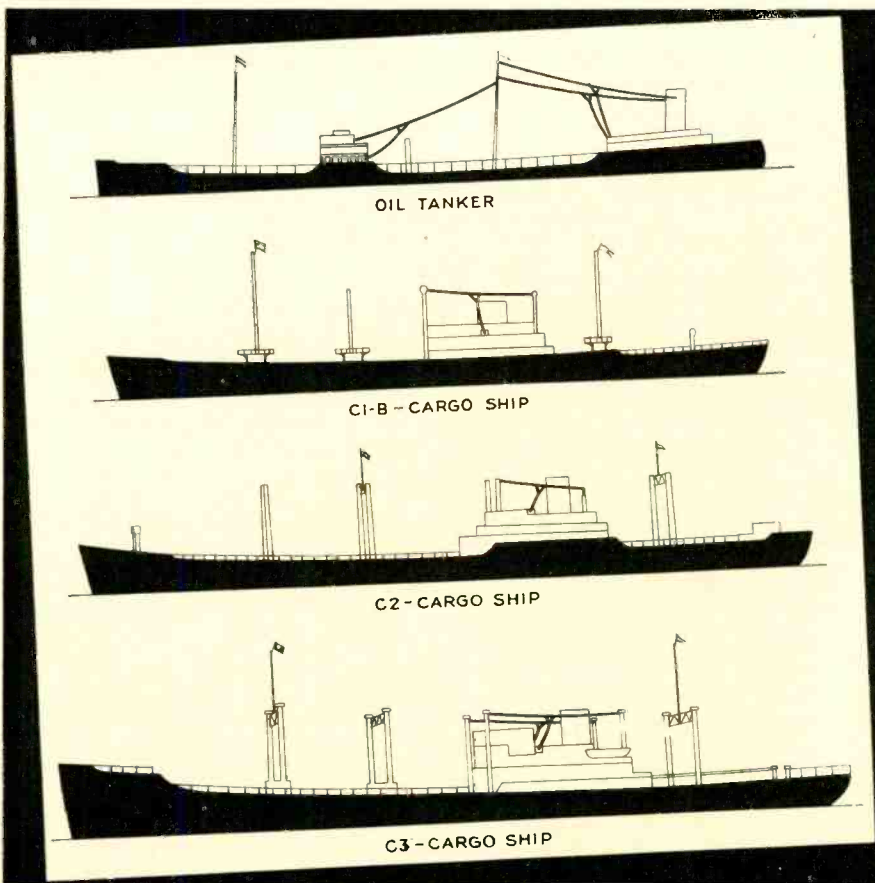 OIL TANKER
C1-B-CARGO SHIP
C2-CARGO SHIP
C3-CARGO SHIP